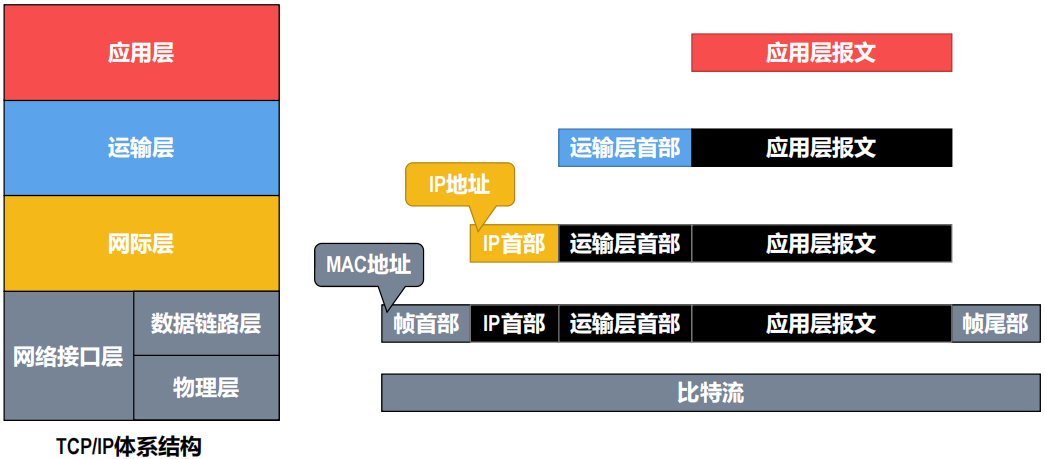 应用层
应用层报文
运输层
运输层首部
应用层报文
IP地址
网际层
IP首部
运输层首部
应用层报文
MAC地址
网络接口层
数据链路层
帧首部
IP首部
运输层首部
应用层报文
帧尾部
物理层
比特流
TCP/IP体系结构